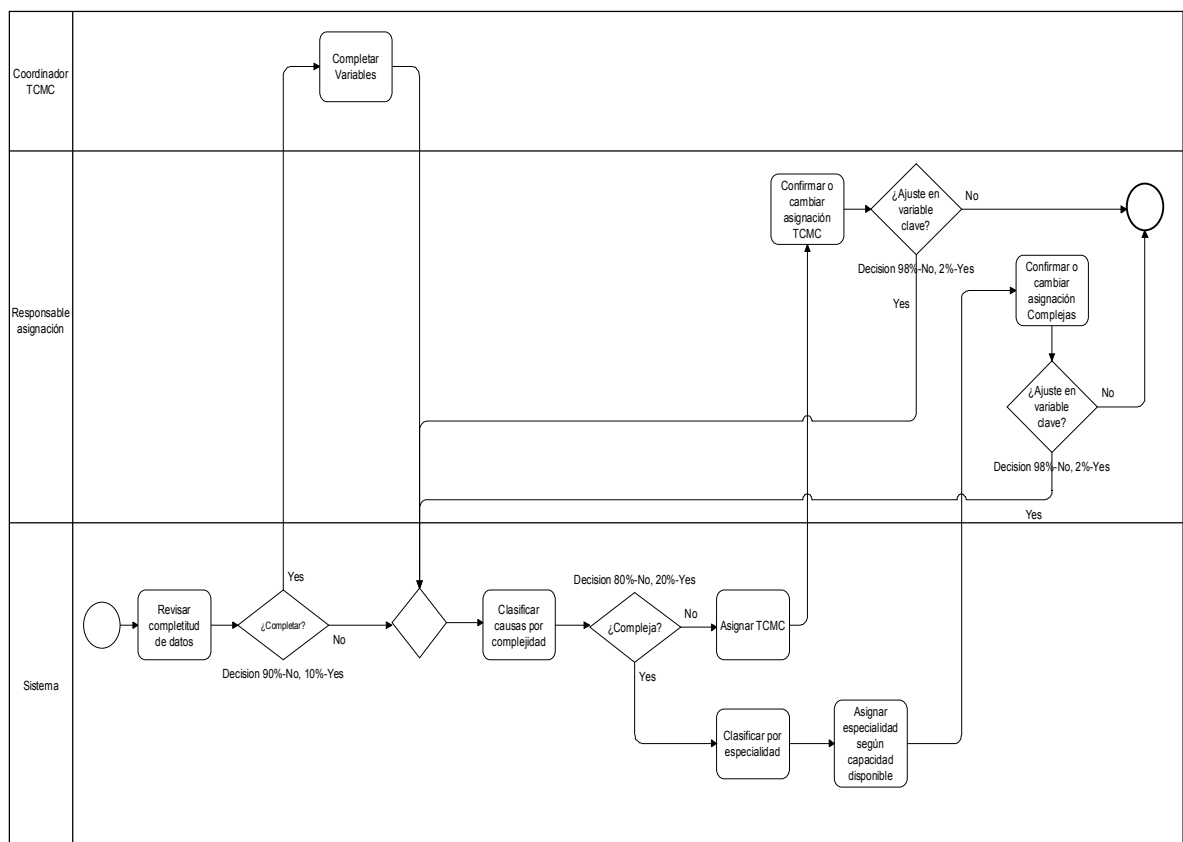 Coordinador
TCMC
Completar
Variables
Responsable
asignación
Confirmar o
cambiar
asignación
TCMC
¿Ajuste en
variable
clave?
No
Decision 98%-No, 2%-Yes
Yes
Confirmar o
cambiar
asignación
Complejas
¿Ajuste en
variable
clave?
No
Decision 98%-No, 2%-Yes
Yes
Sistema
Revisar
completitud
de datos
¿Completar?
Yes
No
Decision 90%-No, 10%-Yes
Clasificar
causas por
complejidad
Decision 80%-No, 20%-Yes
¿Compleja?
No
Yes
Asignar TCMC
Clasificar por
especialidad
Asignar
especialidad
según
capacidad
disponible